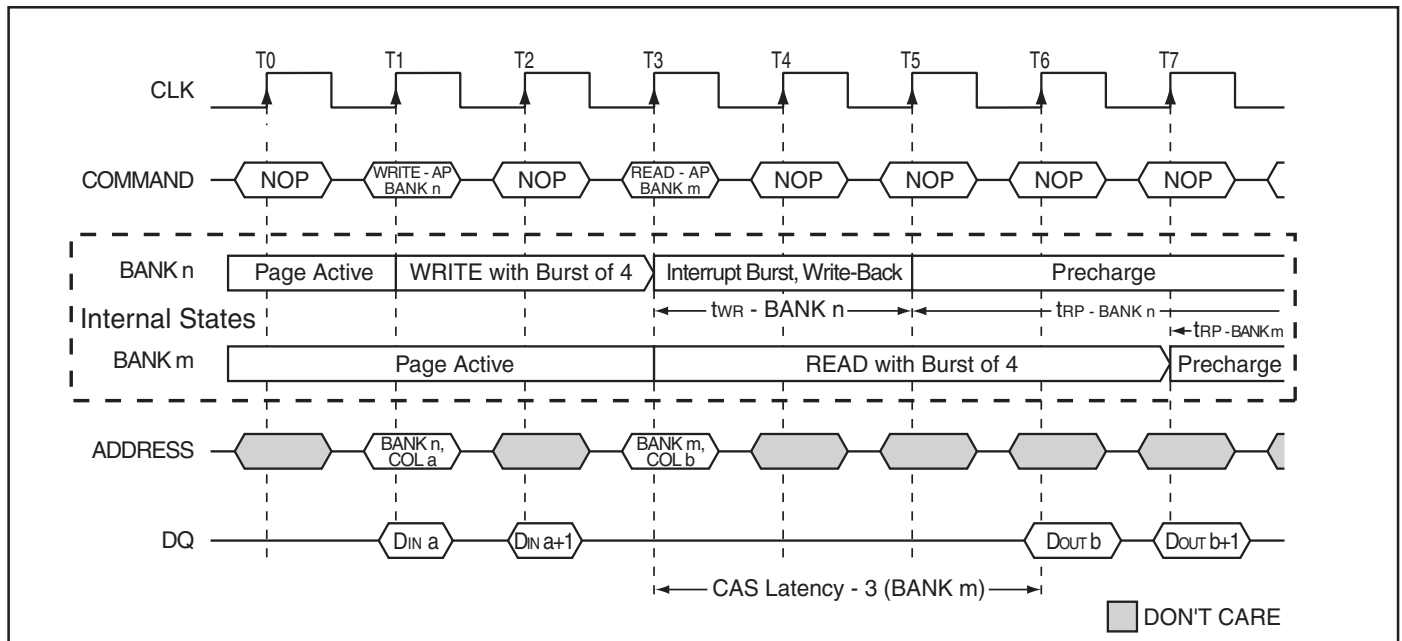 T0 T1 T2 T3 T4 T5 T6 T7
CLK
COMMAND NOP WRITE - AP BANK n NOP READ - AP BANK m NOP NOP NOP NOP
BANK n Page Active WRITE with Burst of 4 Interrupt Burst, Write-Back Precharge
tWR - BANK n tRP - BANK n
Internal States
tRP - BANK m
BANK m Page Active READ with Burst of 4 Precharge
ADDRESS BANK n, COL a BANK m, COL b
DQ DIN a DIN a+1 DOUT b DOUT b+1
CAS Latency - 3 (BANK m)
DON'T CARE